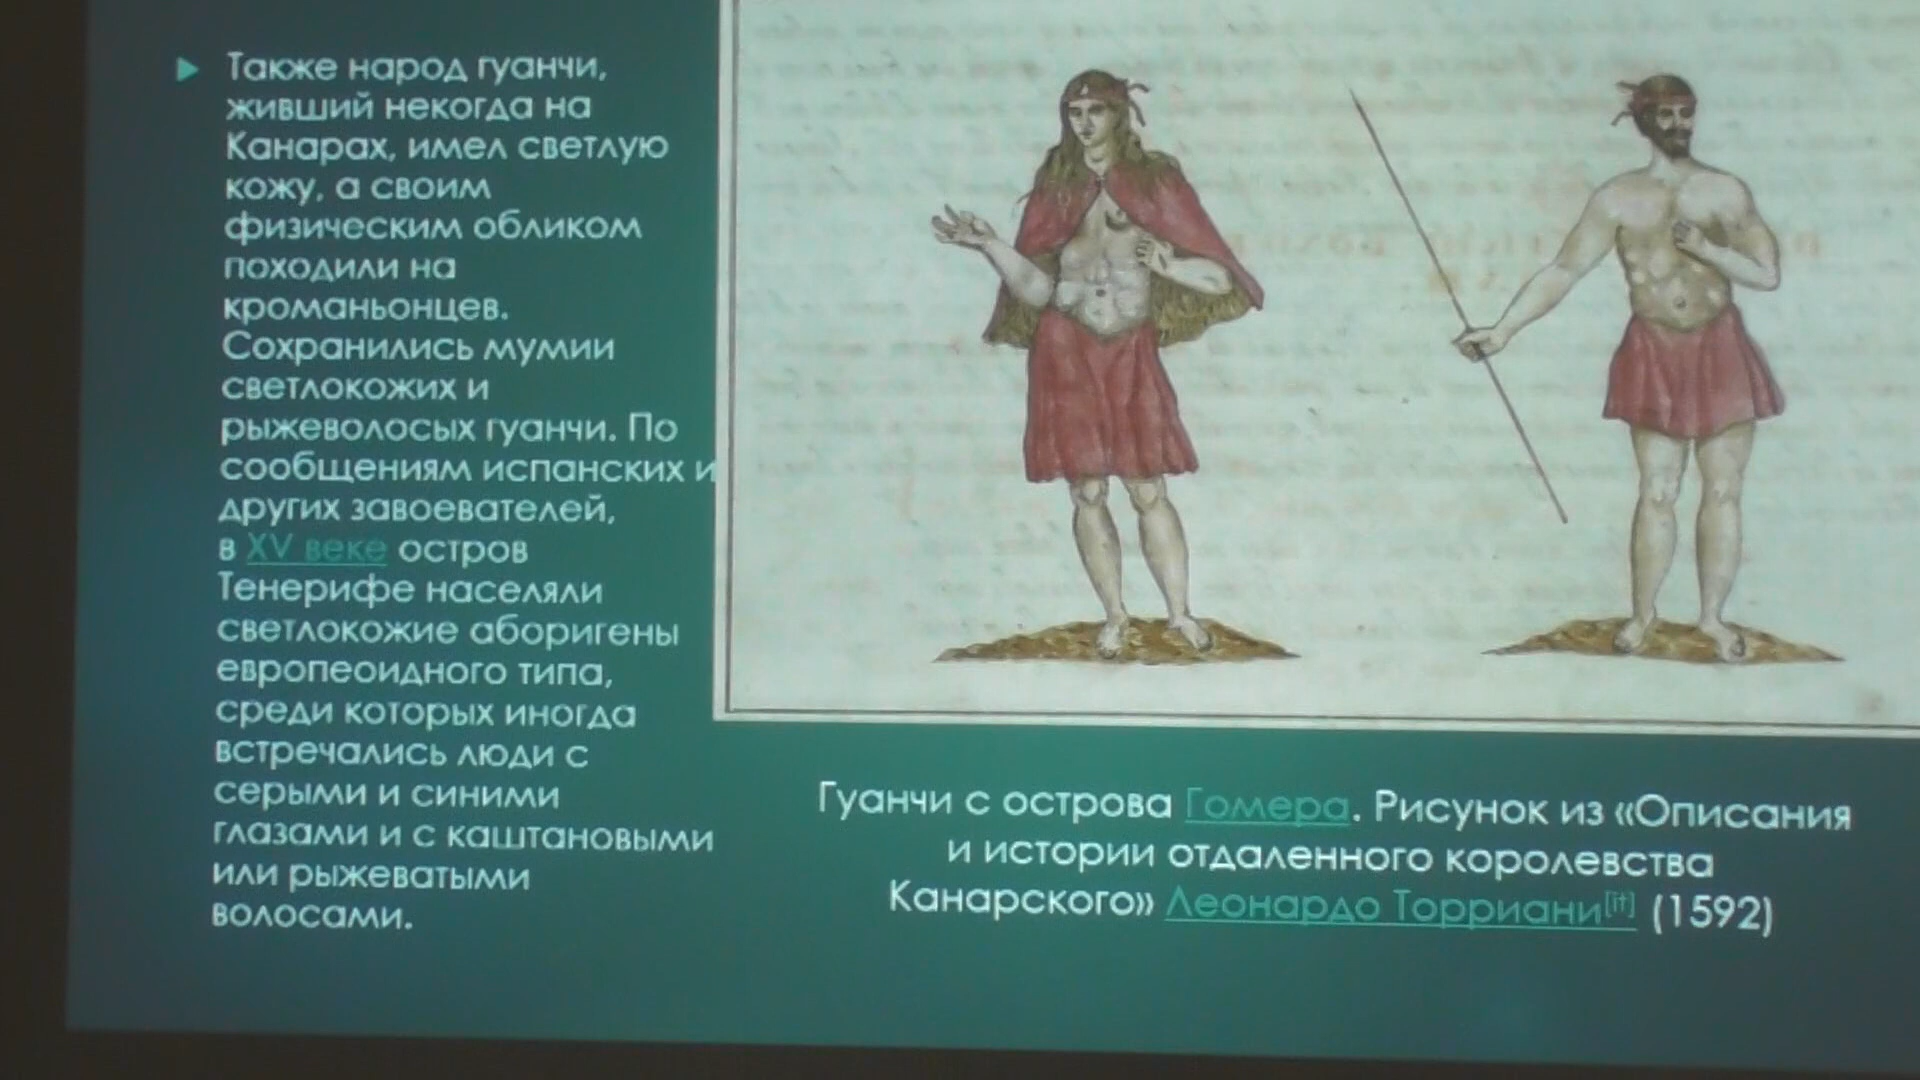 Также народ гуанчи,
живший некогда на
Канарах, имел светлую
кожу, а своим
физическим обликом
походили на
кроманьонцев.
Сохранились мумии
светлокожих и
рыжеволосых гуанчи. По
сообщениям испанских и
других завоевателей,
в XV веке остров
Тенерифе населяли
светлокожие аборигены
европеоидного типа,
среди которых иногда
встречались люди с
серыми и синими
глазами и с каштановыми
или рыжеватыми
волосами.
Гуанчи с острова Гомера. Рисунок из «Описания
и истории отдаленного королевства
Канарского» Леонардо Торриани[it] (1592)